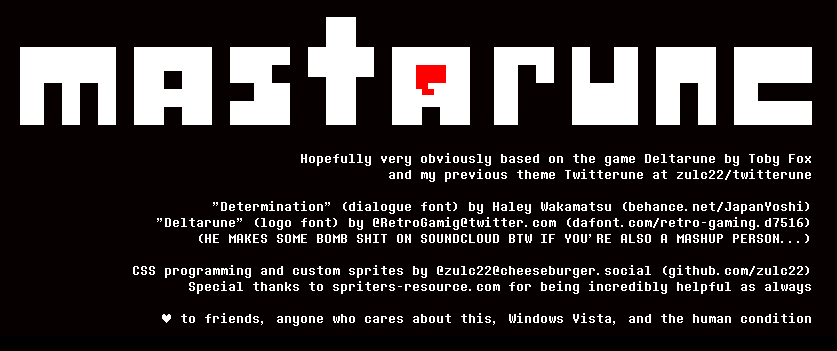 mastarunc
Hopefully very obviously based on the game Deltarune by Toby Fox
and my previous theme Twitterune at zulc22/twitterune
"Determination" (dialogue font) by Haley Wakamatsu (behance.net/JapanYoshi)
"Deltarune" (logo font) by @RetroGamig@twitter.com (dafont.com/retro-gaming.d7516)
(HE MAKES SOME BOMB SHIT ON SOUNDCLOUD BTW IF YOU'RE ALSO A MASHUP PERSON...)
CSS programming and custom sprites by @zulc22@cheeseburger.social (github.com/zulc22)
Special thanks to spriters-resource.com for being incredibly helpful as always
♥ to friends, anyone who cares about this, Windows Vista, and the human condition